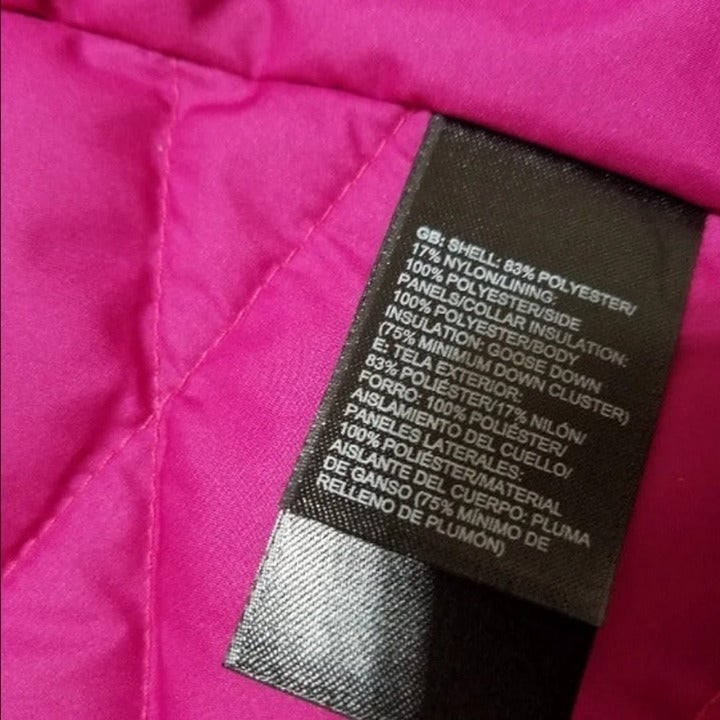 GB: SHELL: 83% POLYESTER/
17% NYLON/LINING:
100% POLYESTER/SIDE
PANELS/COLLAR INSULATION:
100% POLYESTER/BODY
INSULATION: GOOSE DOWN
(75% MINIMUM DOWN CLUSTER)
E: TELA EXTERIOR:
83% POLIÉSTER/17% NILÓN/
FORRO: 100% POLIÉSTER/
AISLAMIENTO DEL CUELLO/
PANELES LATERALES:
100% POLIÉSTER/MATERIAL
AISLANTE DEL CUERPO: PLUMA
DE GANSO (75% MÍNIMO DE
RELLENO DE PLUMÓN)